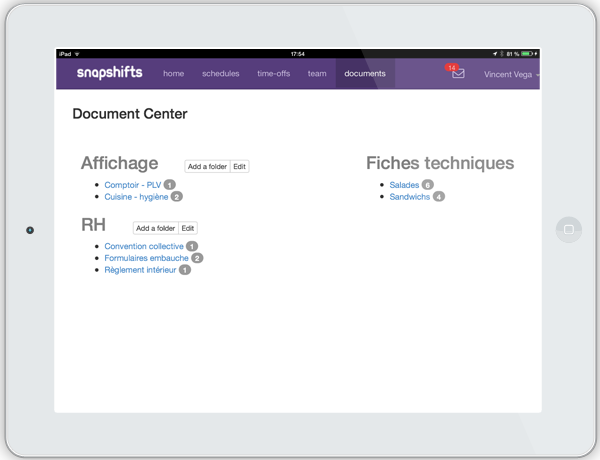 iPad 17:54 81 %
snapshifts home schedules time-offs team documents 14 Vincent Vega
Document Center
Affichage Add a folder Edit
Comptoir - PLV 1
Cuisine - hygiène 2
RH Add a folder Edit
Convention collective 1
Formulaires embauche 2
Règlement intérieur 1
Fiches techniques
Salades 6
Sandwichs 4